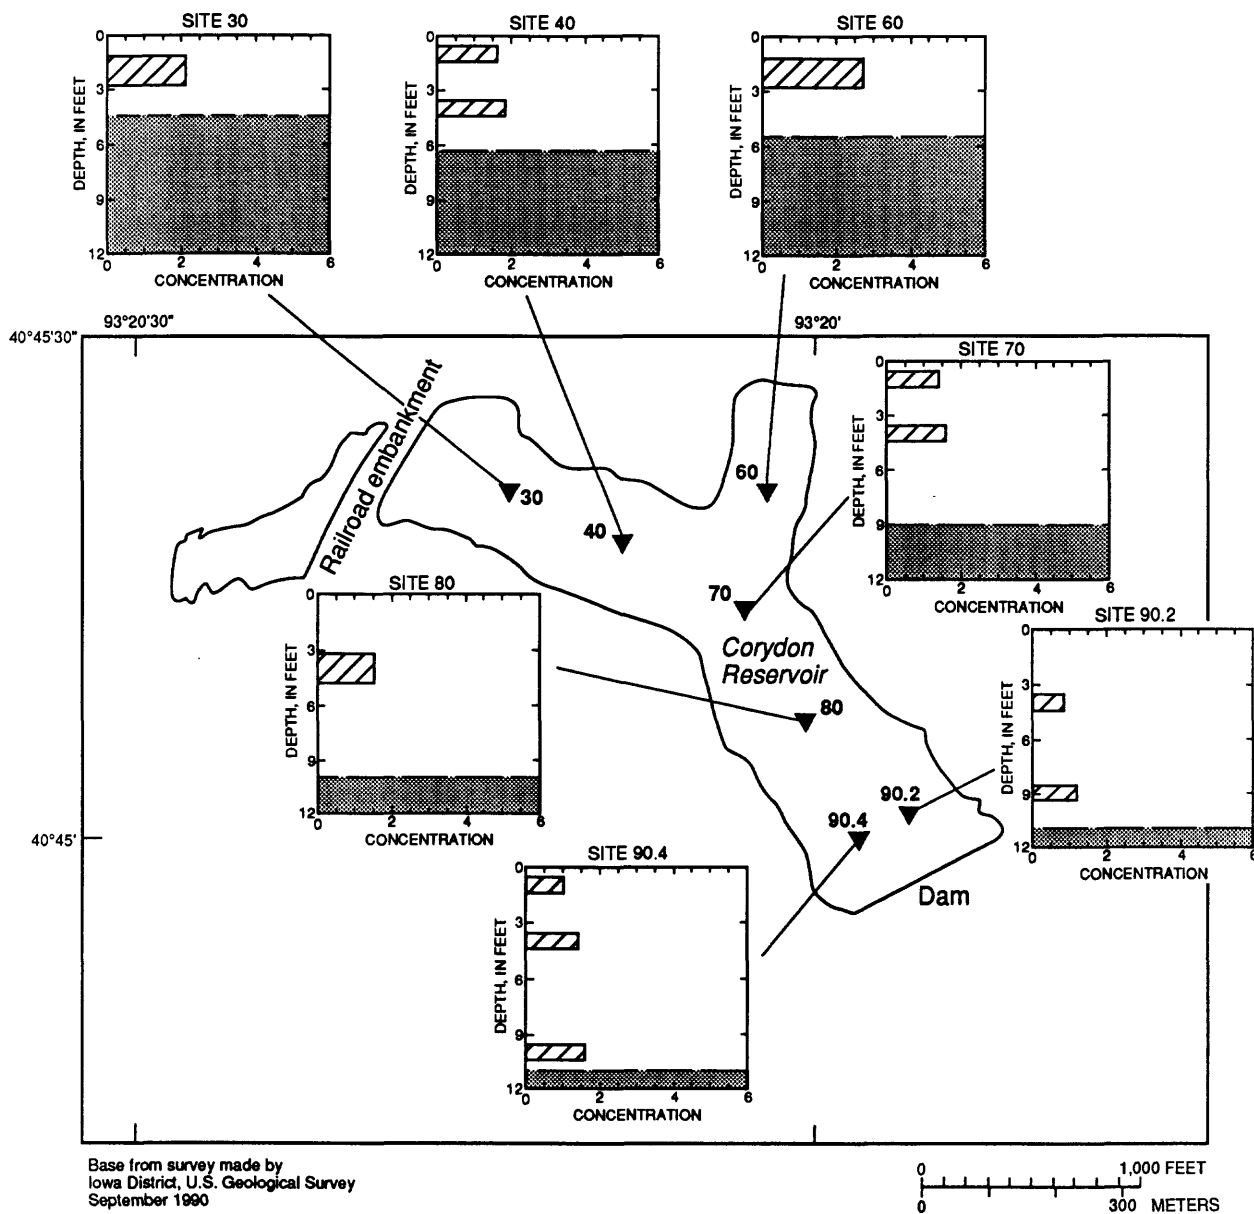 SITE 30
0
3
6
9
12
DEPTH, IN FEET
0 2 4 6
CONCENTRATION
SITE 40
0
3
6
9
12
DEPTH, IN FEET
0 2 4 6
CONCENTRATION
SITE 60
0
3
6
9
12
DEPTH, IN FEET
0 2 4 6
CONCENTRATION
93°20'30"
93°20'
40°45'30"
40°45'
Railroad embankment
30
40
60
70
80
90.2
90.4
Corydon
Reservoir
Dam
SITE 70
0
3
6
9
12
DEPTH, IN FEET
0 2 4 6
CONCENTRATION
SITE 80
0
3
6
9
12
DEPTH, IN FEET
0 2 4 6
CONCENTRATION
SITE 90.2
0
3
6
9
12
DEPTH, IN FEET
0 2 4 6
CONCENTRATION
SITE 90.4
0
3
6
9
12
DEPTH, IN FEET
0 2 4 6
CONCENTRATION
Base from survey made by
Iowa District, U.S. Geological Survey
September 1990
0 1,000 FEET
0 300 METERS